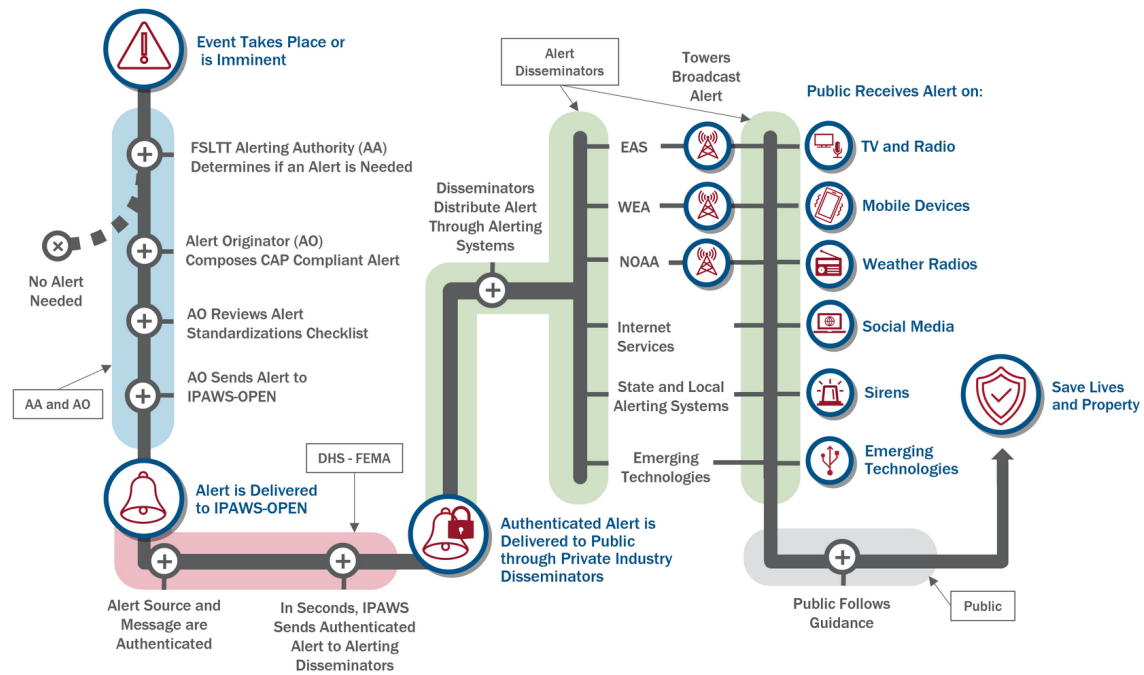 Event Takes Place or
is Imminent
FSLTT Alerting Authority (AA)
Determines if an Alert is Needed
No Alert
Needed
Alert Originator (AO)
Composes CAP Compliant Alert
AO Reviews Alert
Standardizations Checklist
AO Sends Alert to
IPAWS-OPEN
AA and AO
Alert is Delivered
to IPAWS-OPEN
DHS - FEMA
Alert Source and
Message are
Authenticated
In Seconds, IPAWS
Sends Authenticated
Alert to Alerting
Disseminators
Authenticated Alert is
Delivered to Public
through Private Industry
Disseminators
Disseminators
Distribute Alert
Through Alerting
Systems
Alert
Disseminators
Towers
Broadcast
Alert
EAS
WEA
NOAA
Internet
Services
State and Local
Alerting Systems
Emerging
Technologies
Public Receives Alert on:
TV and Radio
Mobile Devices
Weather Radios
Social Media
Sirens
Emerging
Technologies
Public Follows
Guidance
Public
Save Lives
and Property